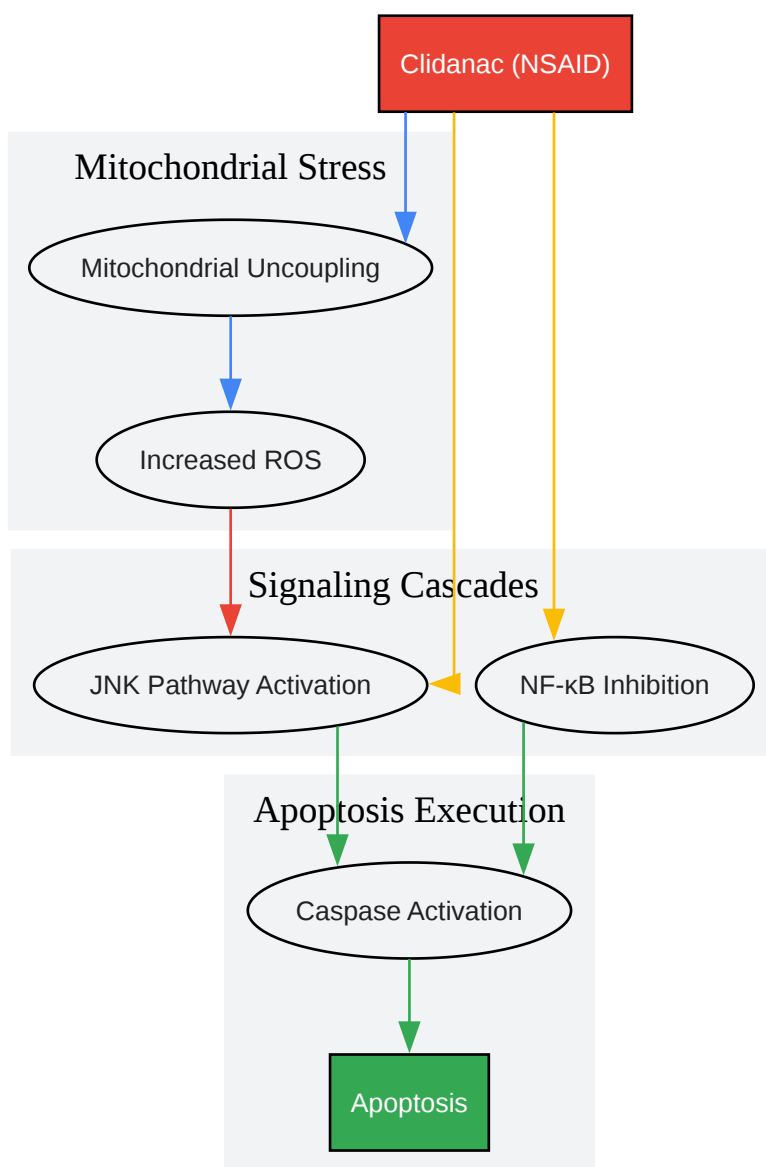 Clidanac (NSAID)
Mitochondrial Stress
Mitochondrial Uncoupling
Increased ROS
Signaling Cascades
JNK Pathway Activation
NF-κB Inhibition
Apoptosis Execution
Caspase Activation
Apoptosis